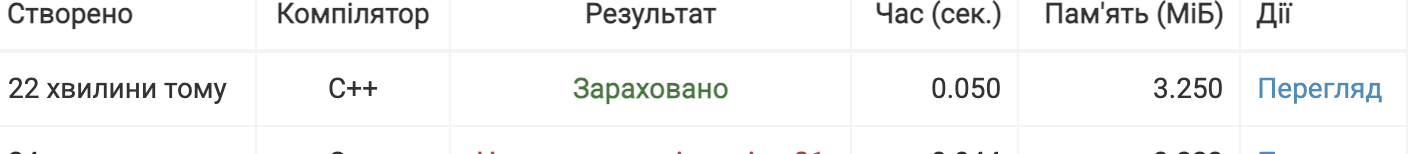 Створено Компілятор Результат Час (сек.) Пам'ять (МіБ) Дії
22 хвилини тому C++ Зараховано 0.050 3.250 Перегляд